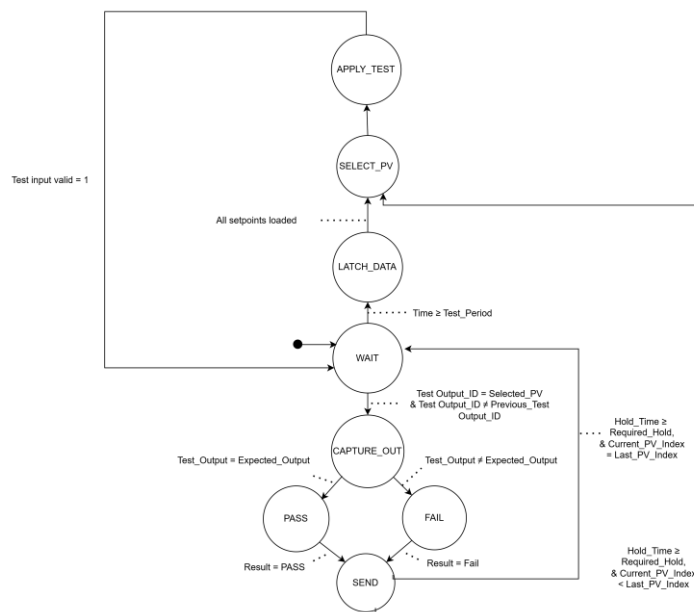 APPLY_TEST
SELECT_PV
Test input valid = 1
All setpoints loaded
LATCH_DATA
Time ≥ Test_Period
WAIT
Test Output_ID = Selected_PV
& Test Output_ID ≠ Previous_Test
Output_ID
Hold_Time ≥
Required_Hold,
& Current_PV_Index
= Last_PV_Index
CAPTURE_OUT
Test_Output = Expected_Output
Test_Output ≠ Expected_Output
PASS
FAIL
Result = PASS
Result = Fail
SEND
Hold_Time ≥
Required_Hold,
& Current_PV_Index
< Last_PV_Index